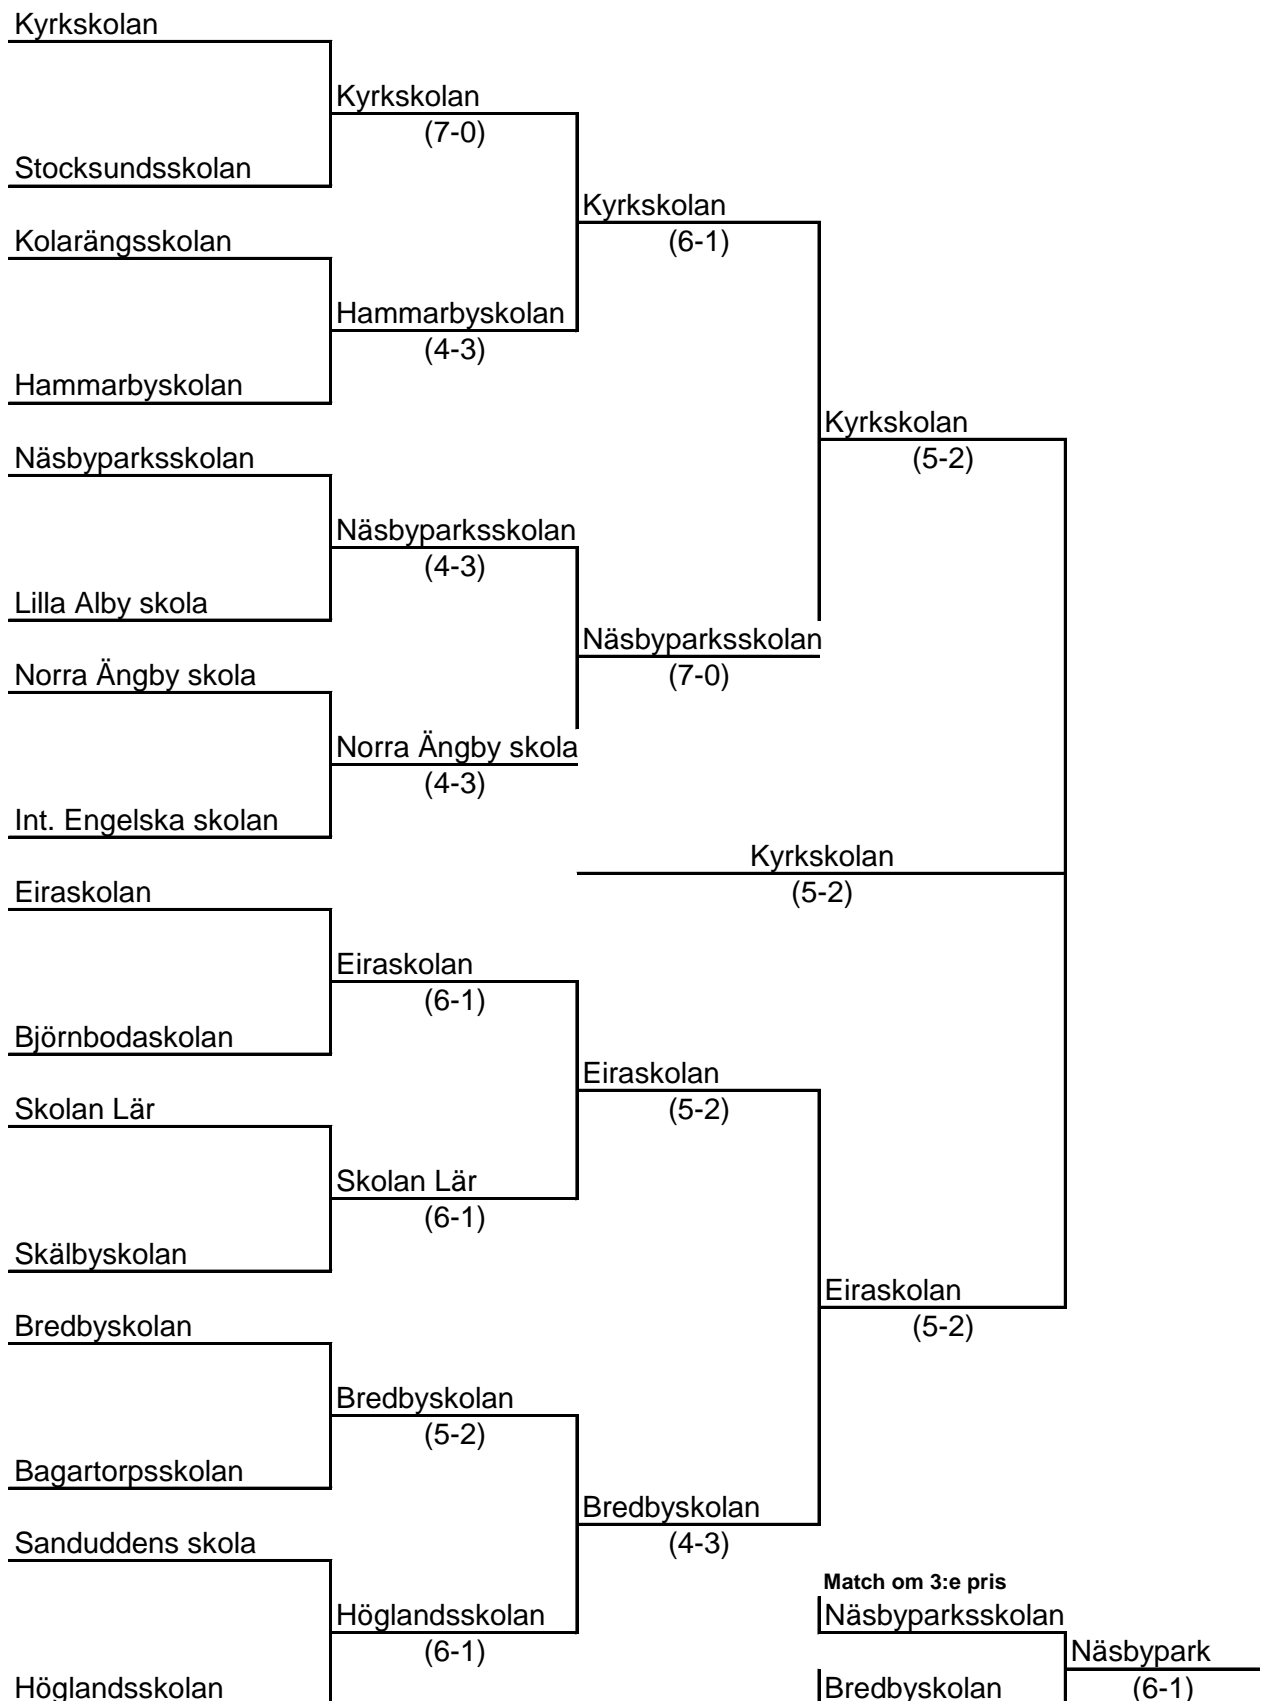 Kyrkskolan
Kyrkskolan
(7-0)
Stocksundsskolan
Kyrkskolan
Kolarängsskolan
(6-1)
Hammarbyskolan
(4-3)
Hammarbyskolan
Kyrkskolan
Näsbyparksskolan
(5-2)
Näsbyparksskolan
(4-3)
Lilla Alby skola
Näsbyparksskolan
Norra Ängby skola
(7-0)
Norra Ängby skola
(4-3)
Int. Engelska skolan
Kyrkskolan
Eiraskolan
(5-2)
Eiraskolan
(6-1)
Björnbodaskolan
Eiraskolan
Skolan Lär
(5-2)
Skolan Lär
(6-1)
Skälbyskolan
Eiraskolan
Bredbyskolan
(5-2)
Bredbyskolan
(5-2)
Bagartorpsskolan
Bredbyskolan
Sanduddens skola
(4-3)
Match om 3:e pris
Höglandsskolan
Näsbyparksskolan
(6-1)
Näsbypark
Höglandsskolan
Bredbyskolan
(6-1)